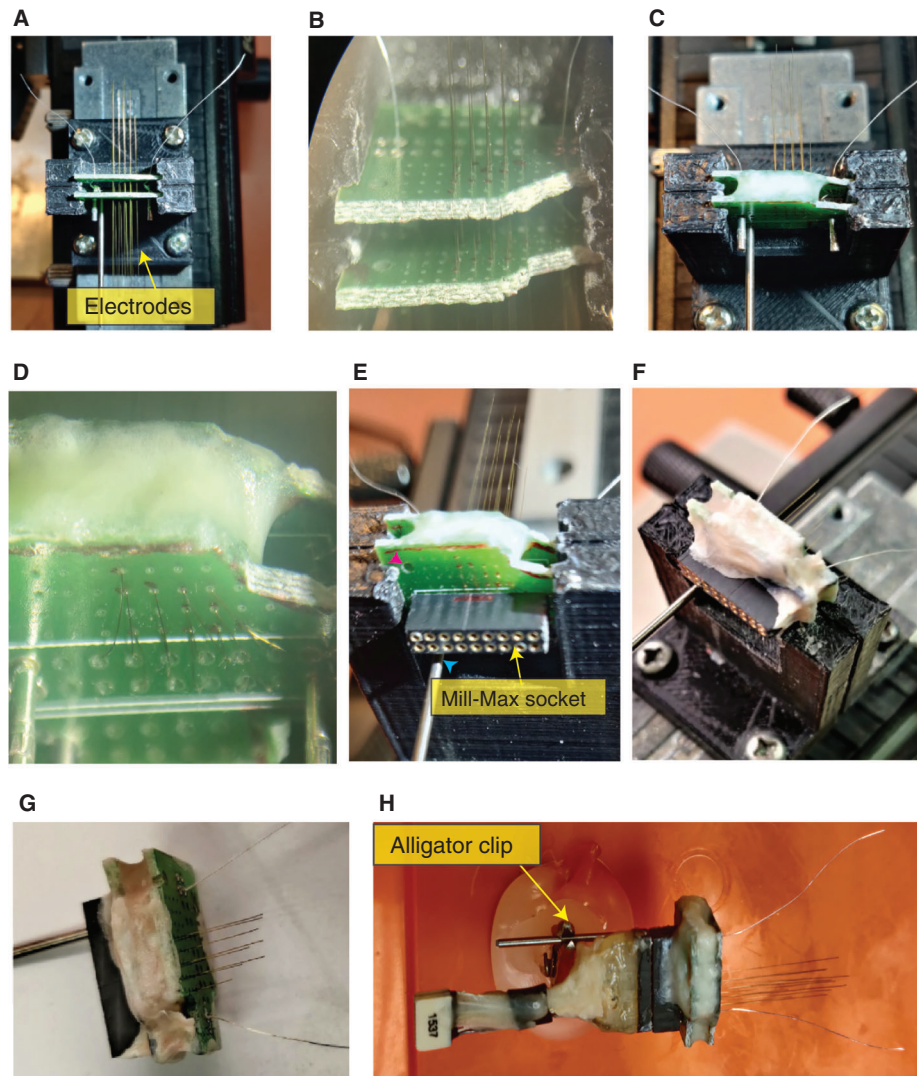 A
B
C
Electrodes
D
E
F
Mill-Max socket
G
H
Alligator clip
1537